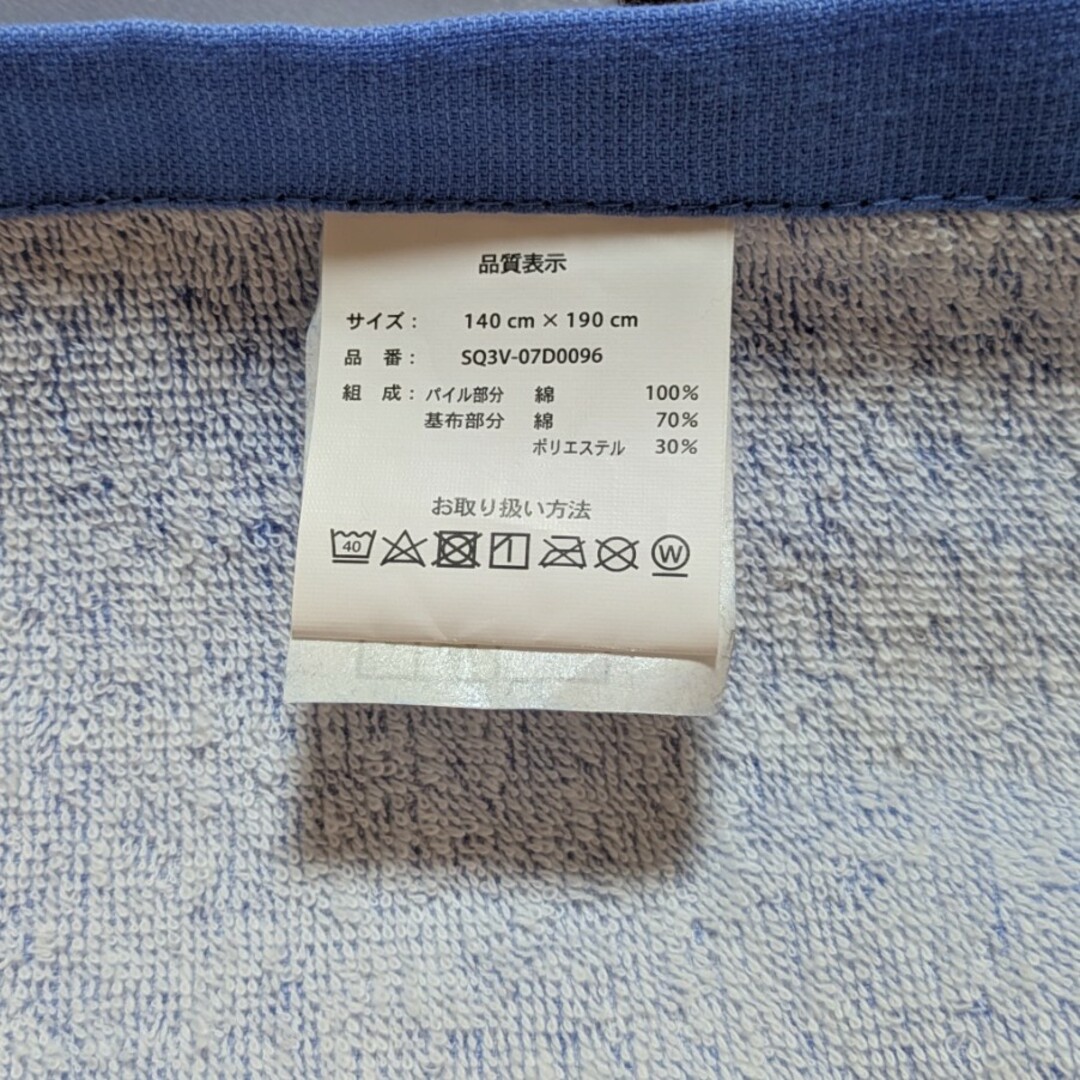 品質表示
サイズ： 140 cm × 190 cm
品 番： SQ3V-07D0096
組 成： パイル部分 綿 100%
基布部分 綿 70%
ポリエステル 30%
お取り扱い方法
40 W